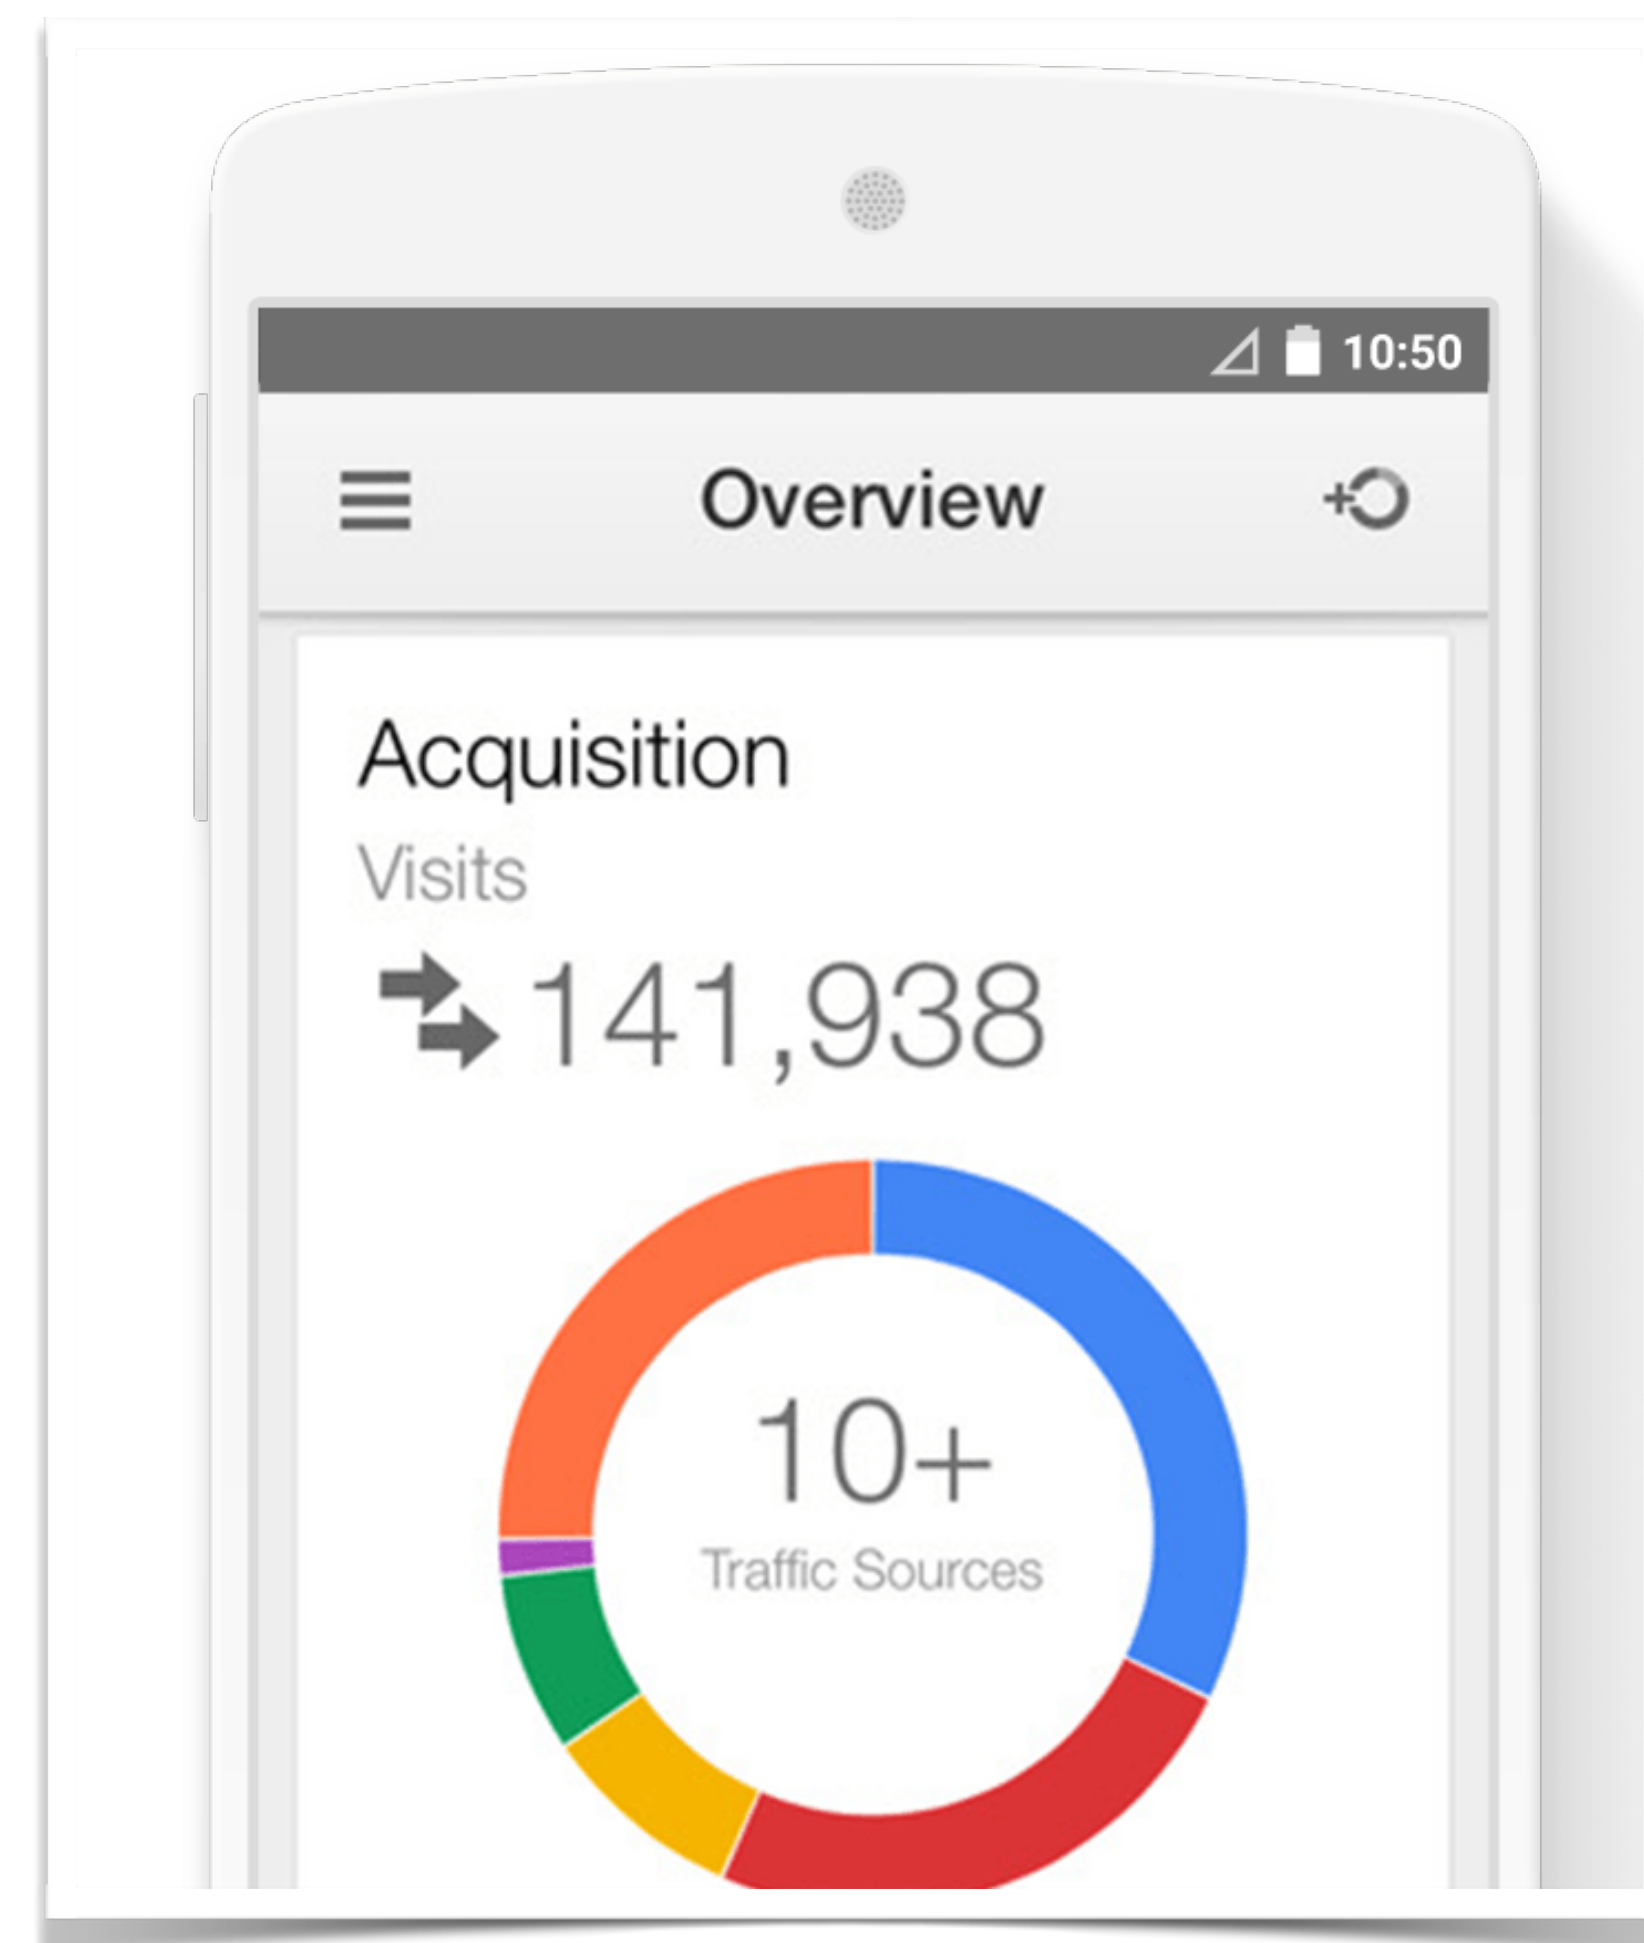 10:50
Overview
Acquisition
Visits
141,938
10+
Traffic Sources